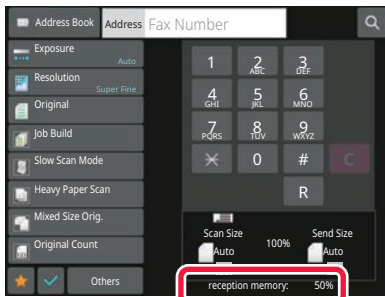 Address Book
Address
Fax Number
Exposure
Auto
Resolution
Super Fine
Original
Job Build
Slow Scan Mode
Heavy Paper Scan
Mixed Size Orig.
Original Count
Others
1
2
ABC
3
DEF
4
GHI
5
JKL
6
MNO
7
PQRS
8
TUV
9
WXYZ
0
#
C
R
Scan Size
Auto
100%
Send Size
Auto
reception memory: 50%